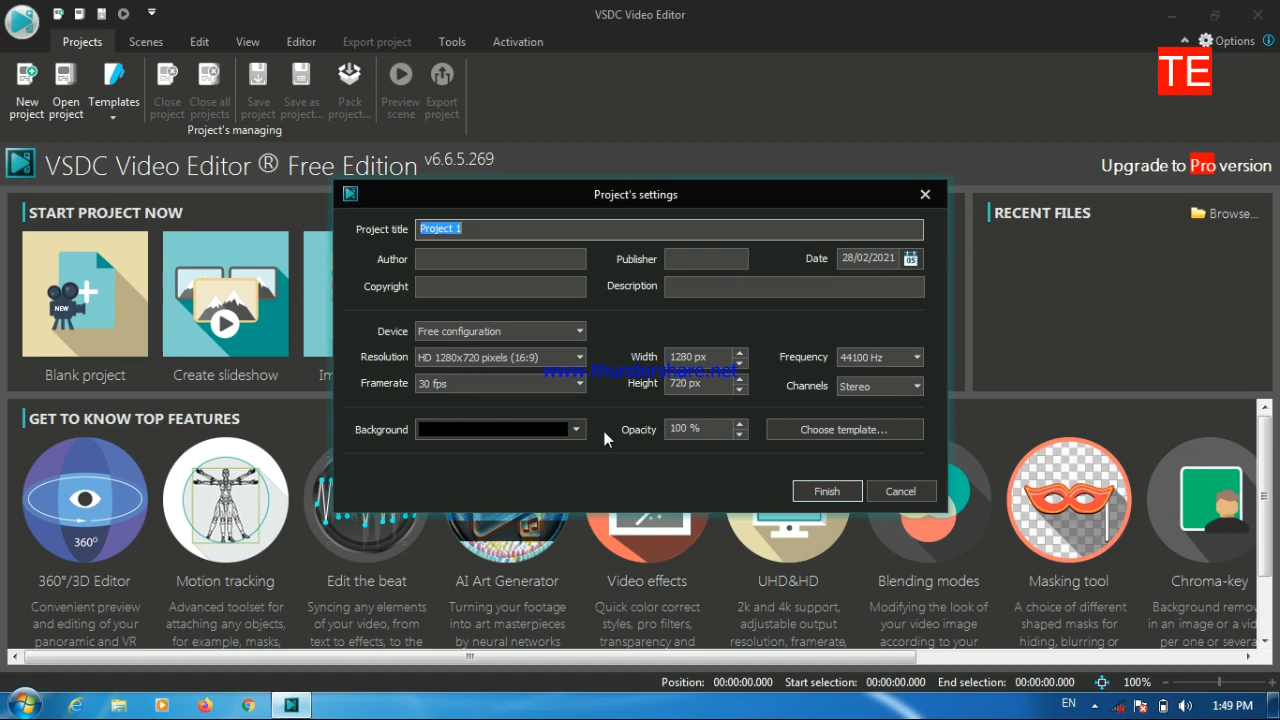 VSDC Video Editor
Projects Scenes Edit View Editor Export project Tools Activation Options
TE
New project
Open project
Templates
Close project
Close all projects
Save project
Save as project...
Pack project...
Preview scene
Export project
Project's managing
VSDC Video Editor ® Free Edition v6.6.5.269
Upgrade to Pro version
START PROJECT NOW
NEW
Blank project
Create slideshow
RECENT FILES
Browse...
Project's settings
Project title Project 1
Author Publisher Date 28/02/2021
Copyright Description
Device Free configuration
Resolution HD 1280x720 pixels (16:9) Width 1280 px Frequency 44100 Hz
www.thundershare.net
Framerate 30 fps Height 720 px Channels Stereo
Background Opacity 100 % Choose template...
Finish Cancel
GET TO KNOW TOP FEATURES
360°
360°/3D Editor
Convenient preview
and editing of your
panoramic and VR
Motion tracking
Advanced toolset for
attaching any objects,
for example, masks,
Edit the beat
Syncing any elements
of your video, from
text to effects, to the
AI Art Generator
Turning your footage
into art masterpieces
by neural networks
Video effects
Quick color correct
styles, pro filters,
transparency and
UHD&HD
2k and 4k support,
adjustable output
resolution, framerate,
Blending modes
Modifying the look of
your video image
according to your
Masking tool
A choice of different
shaped masks for
hiding, blurring or
Chroma-key
Background remov
in an image or a vid
per one or severa
Position: 00:00:00.000 Start selection: 00:00:00.000 End selection: 00:00:00.000 100%
EN 1:49 PM